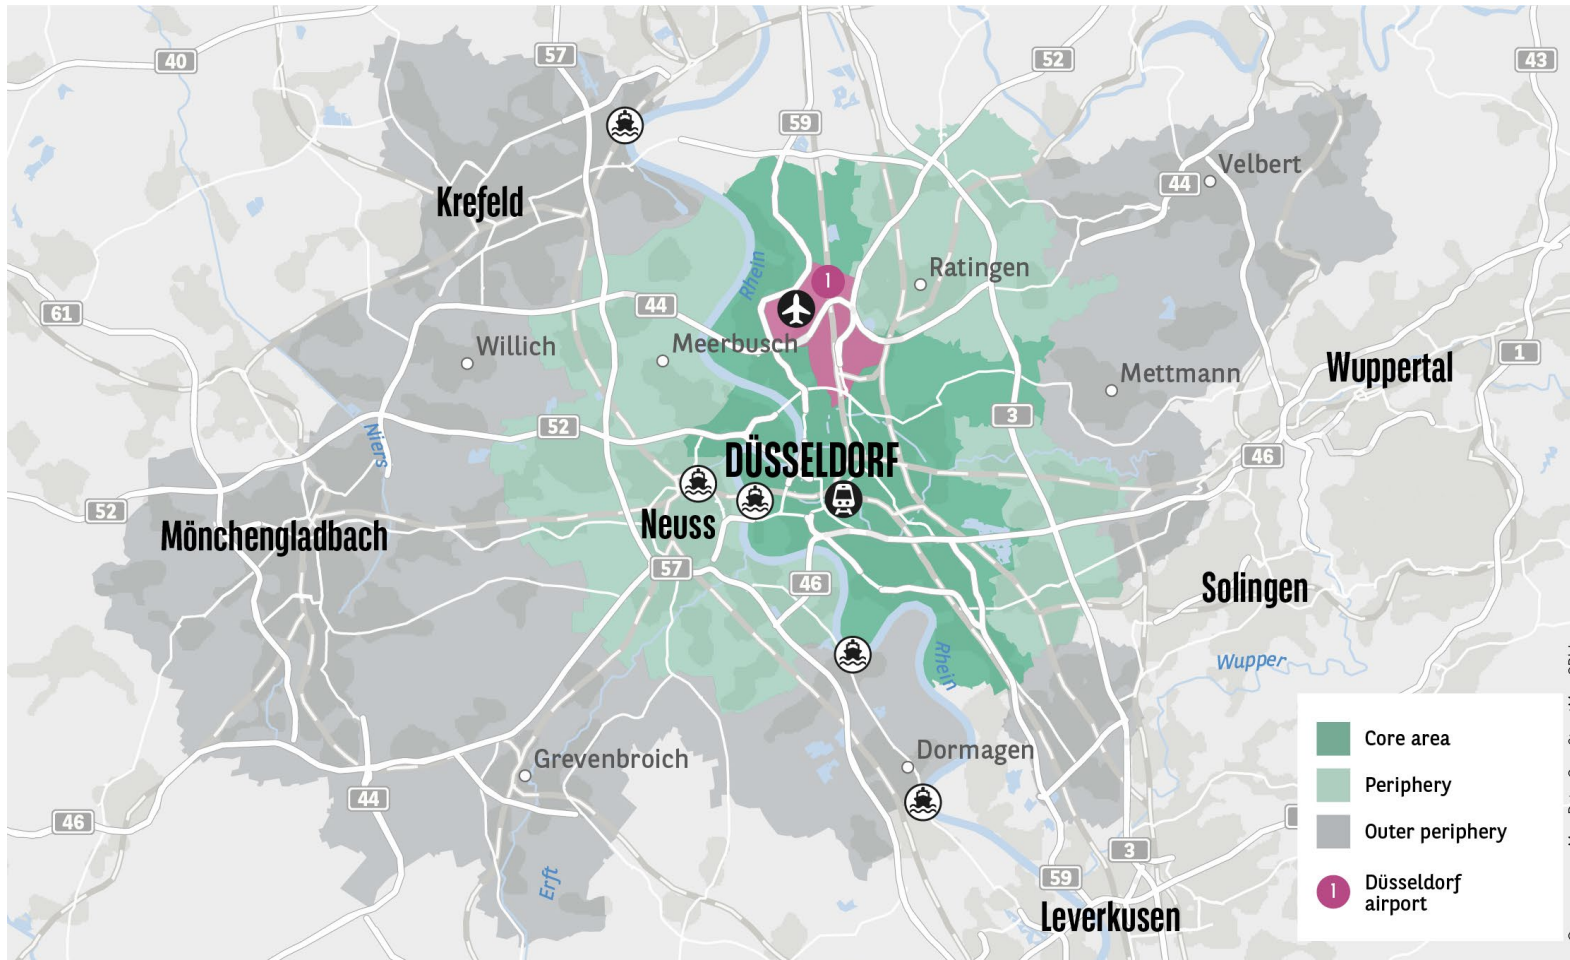 40
57
52
43
59
Velbert
44
Krefeld
Rhein
1
Ratingen
61
44
Willich
Meerbusch
1
Wuppertal
Mettmann
3
52
Niers
46
DÜSSELDORF
52
Neuss
Mönchengladbach
57
46
Solingen
Rhein
Wupper
Grevenbroich
Dormagen
44
46
Erft
3
59
Leverkusen
Core area
Periphery
Outer periphery
1
Düsseldorf
airport